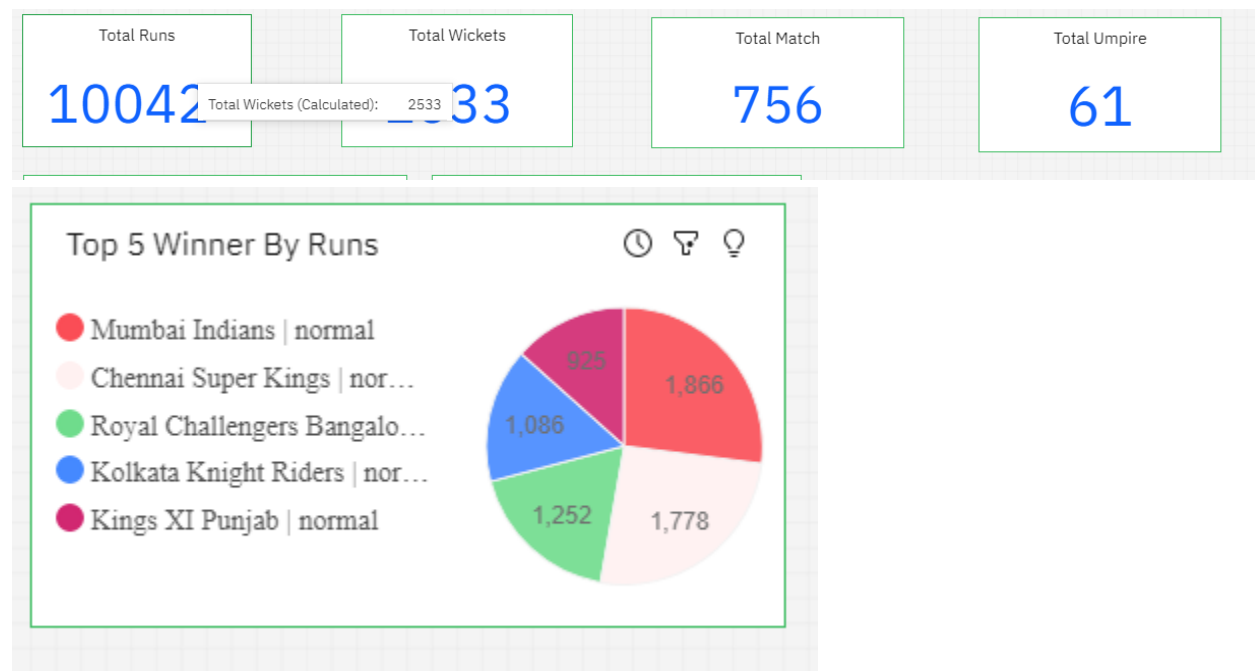 Total Runs
Total Wickets
Total Match
Total Umpire
10042
Total Wickets (Calculated): 2533
33
756
61
Top 5 Winner By Runs
Mumbai Indians | normal
Chennai Super Kings | nor...
Royal Challengers Bangalo...
Kolkata Knight Riders | nor...
Kings XI Punjab | normal
925
1,866
1,086
1,252
1,778